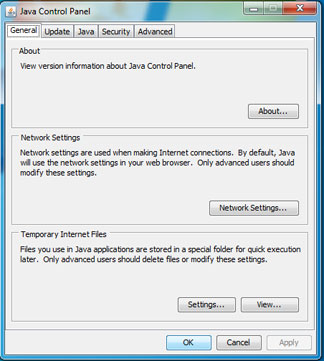 Java Control Panel
General Update Java Security Advanced
About
View version information about Java Control Panel.
About...
Network Settings
Network settings are used when making Internet connections. By default, Java
will use the network settings in your web browser. Only advanced users should
modify these settings.
Network Settings...
Temporary Internet Files
Files you use in Java applications are stored in a special folder for quick execution
later. Only advanced users should delete files or modify these settings.
Settings... View...
OK Cancel Apply